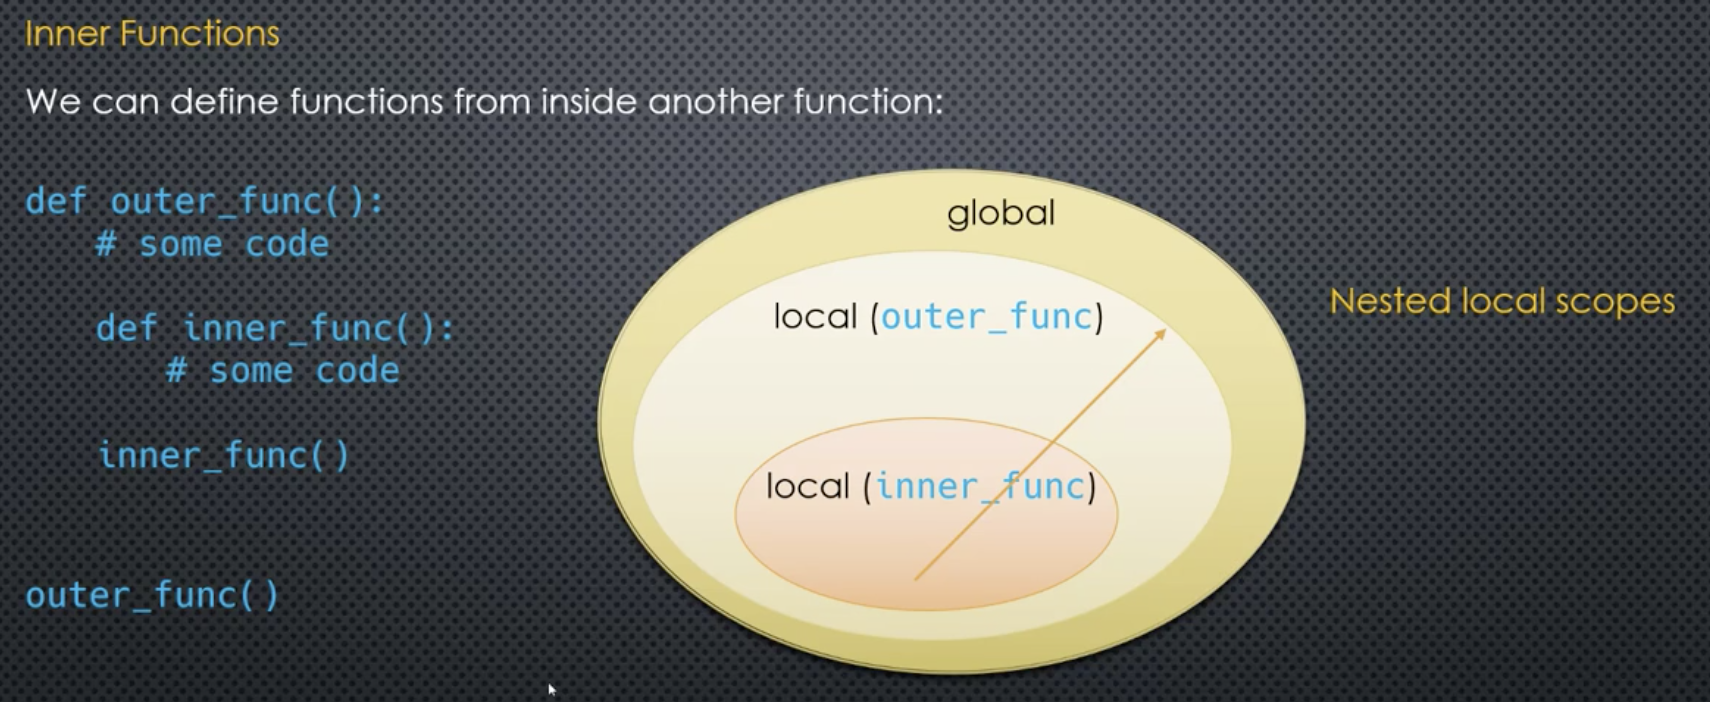 Inner Functions
We can define functions from inside another function:
def outer_func():
# some code
def inner_func():
# some code
inner_func()
outer_func()
global
local (outer_func)
local (inner_func)
Nested local scopes